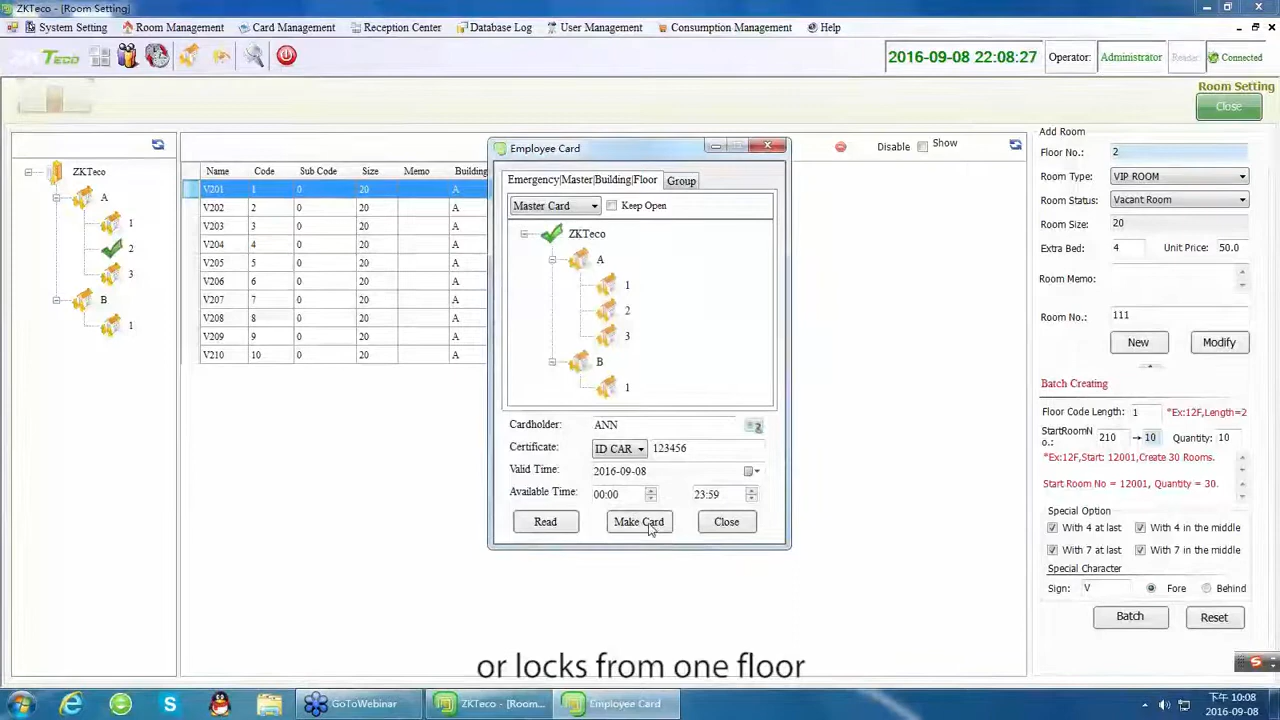 ZKTeco - [Room Setting]
System Setting Room Management Card Management Reception Center Database Log User Management Consumption Management Help
ZKTeco 2016-09-08 22:08:27 Operator: Administrator Reader: Connected
Room Setting
Close
Disable Show
ZKTeco
A
1
2
3
B
1
Name Code Sub Code Size Memo Building
V201 1 0 20 A
V202 2 0 20 A
V203 3 0 20 A
V204 4 0 20 A
V205 5 0 20 A
V206 6 0 20 A
V207 7 0 20 A
V208 8 0 20 A
V209 9 0 20 A
V210 10 0 20 A
Employee Card
Emergency|Master|Building|Floor Group
Master Card Keep Open
ZKTeco
A
1
2
3
B
1
Cardholder: ANN
Certificate: ID CAR 123456
Valid Time: 2016-09-08
Available Time: 00:00 23:59
Read Make Card Close
Add Room
Floor No.: 2
Room Type: VIP ROOM
Room Status: Vacant Room
Room Size: 20
Extra Bed: 4 Unit Price: 50.0
Room Memo:
Room No.: 111
New Modify
Batch Creating
Floor Code Length: 1 *Ex:12F,Length=2
StartRoomN
o.: 210 → 10 Quantity: 10
*Ex:12F,Start: 12001,Create 30 Rooms.
Start Room No = 12001, Quantity = 30.
Special Option
With 4 at last With 4 in the middle
With 7 at last With 7 in the middle
Special Character
Sign: V Fore Behind
Batch Reset
or locks from one floor
GoToWebinar ZKTeco - [Room... Employee Card
下午 10:08
2016-09-08